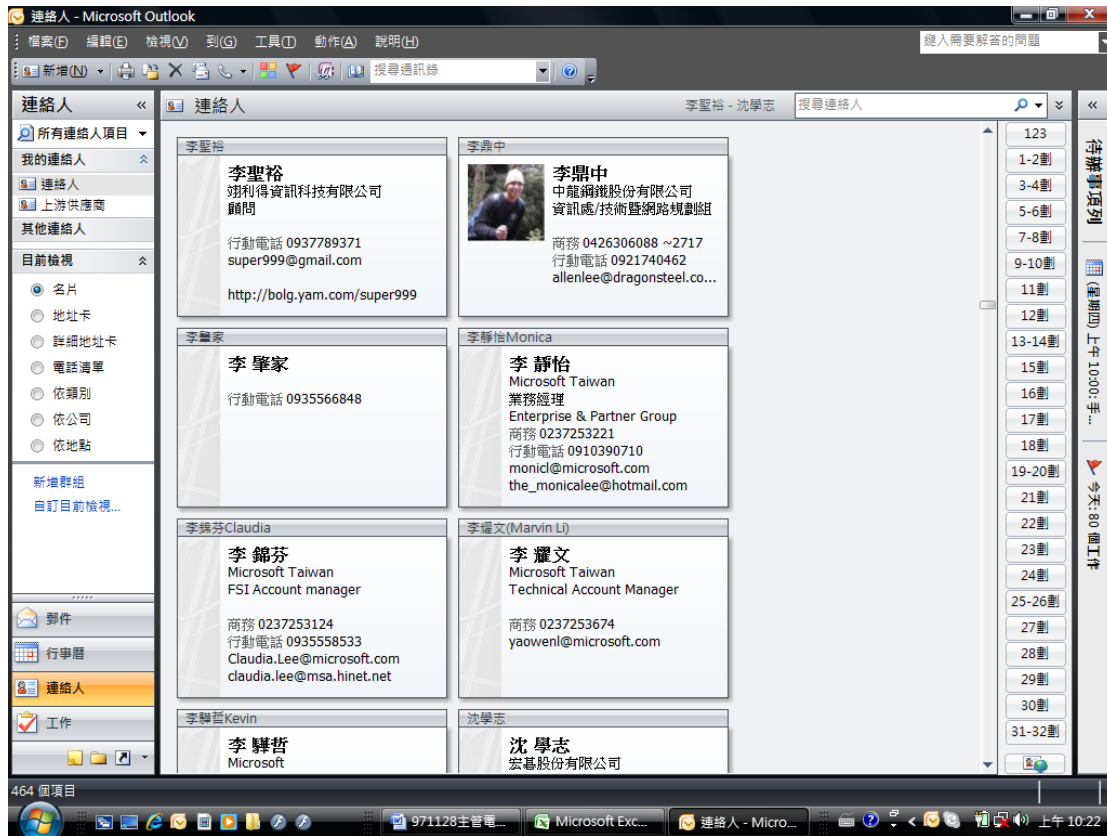 連絡人 - Microsoft Outlook
檔案(F) 編輯(E) 檢視(V) 到(G) 工具(T) 動作(A) 說明(H)
鍵入需要解答的問題
新增(N)
搜尋通訊錄
連絡人 «
所有連絡人項目
我的連絡人
連絡人
上游供應商
其他連絡人
目前檢視
名片
地址卡
詳細地址卡
電話清單
依類別
依公司
依地點
新增群組
自訂目前檢視...
郵件
行事曆
連絡人
工作
連絡人
李聖裕 - 沈學志
搜尋連絡人
李聖裕
李聖裕
翊利得資訊科技有限公司
顧問
行動電話 0937789371
super999@gmail.com
http://bolg.yam.com/super999
李鼎中
李鼎中
中龍鋼鐵股份有限公司
資訊處/技術暨網路規劃組
商務 0426306088 ~2717
行動電話 0921740462
allenlee@dragonsteel.co...
李肇家
李 肇家
行動電話 0935566848
李靜怡Monica
李 靜怡
Microsoft Taiwan
業務經理
Enterprise & Partner Group
商務 0237253221
行動電話 0910390710
monicl@microsoft.com
the_monicalee@hotmail.com
李錦芬Claudia
李 錦芬
Microsoft Taiwan
FSI Account manager
商務 0237253124
行動電話 0935558533
Claudia.Lee@microsoft.com
claudia.lee@msa.hinet.net
李耀文(Marvin Li)
李 耀文
Microsoft Taiwan
Technical Account Manager
商務 0237253674
yaowenl@microsoft.com
李驊哲Kevin
李 驊哲
Microsoft
沈學志
沈 學志
宏碁股份有限公司
123
1-2劃
3-4劃
5-6劃
7-8劃
9-10劃
11劃
12劃
13-14劃
15劃
16劃
17劃
18劃
19-20劃
21劃
22劃
23劃
24劃
25-26劃
27劃
28劃
29劃
30劃
31-32劃
«
待辦事項列
(星期四) 上午 10:00: 手...
今天: 80 個工作
464 個項目
971128主管電...
Microsoft Exc...
連絡人 - Micro...
上午 10:22